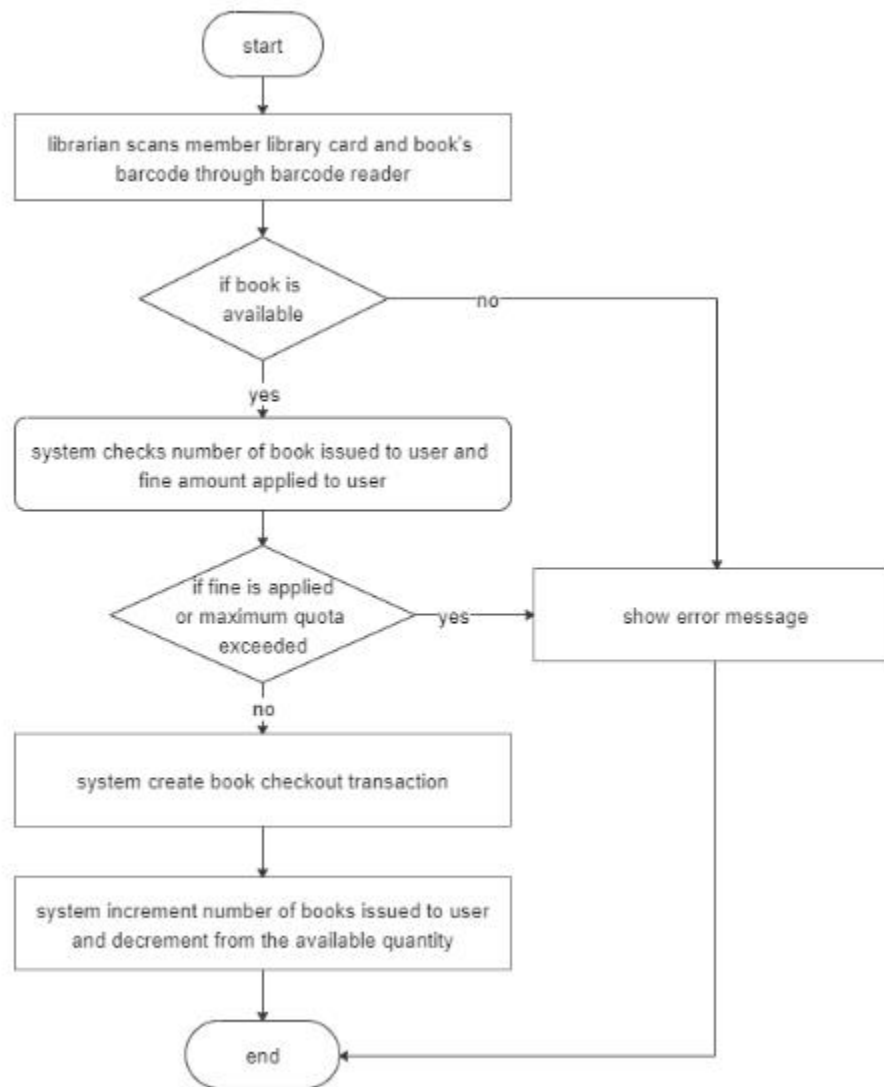 start
librarian scans member library card and book's
barcode through barcode reader
if book is
available
no
yes
system checks number of book issued to user and
fine amount applied to user
if fine is applied
or maximum quota
exceeded
yes
show error message
no
system create book checkout transaction
system increment number of books issued to user
and decrement from the available quantity
end